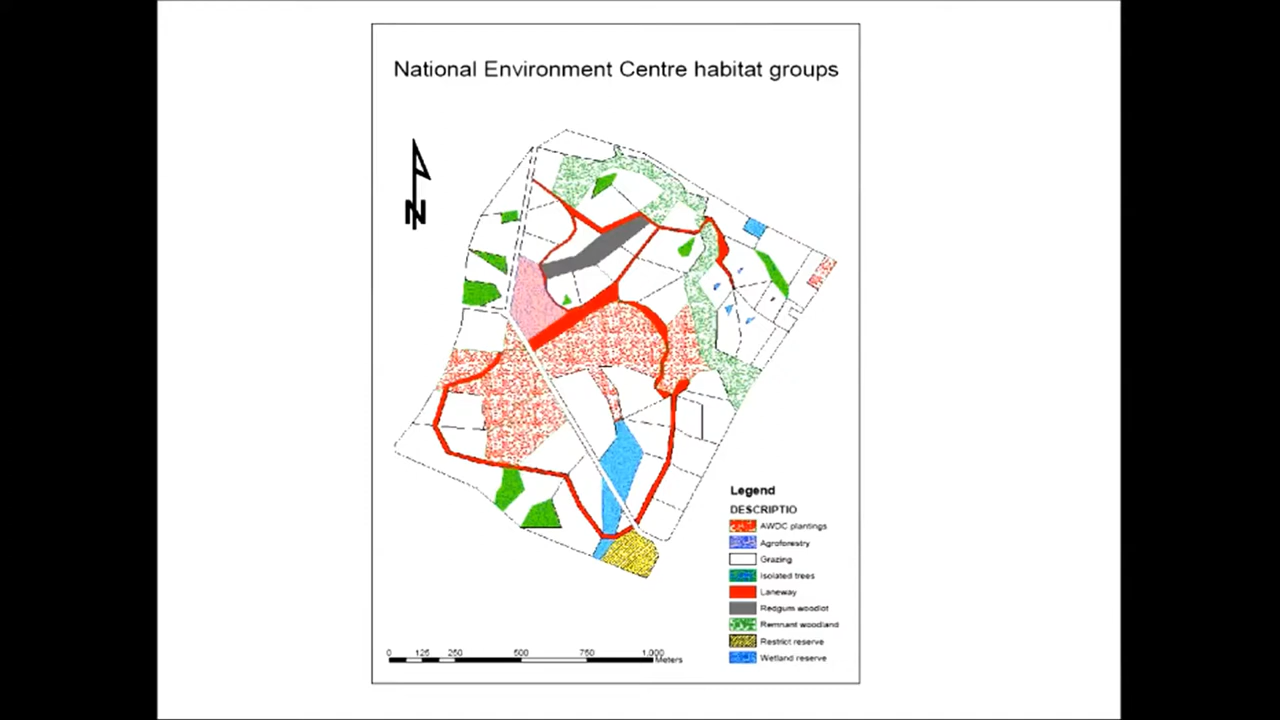 National Environment Centre habitat groups
N
Legend
DESCRIPTIO
AWDC plantings
Agroforestry
Grazing
Isolated trees
Laneway
Redgum woodlot
Remnant woodland
Restrict reserve
Wetland reserve
0 125 250 500 750 1,000
Meters